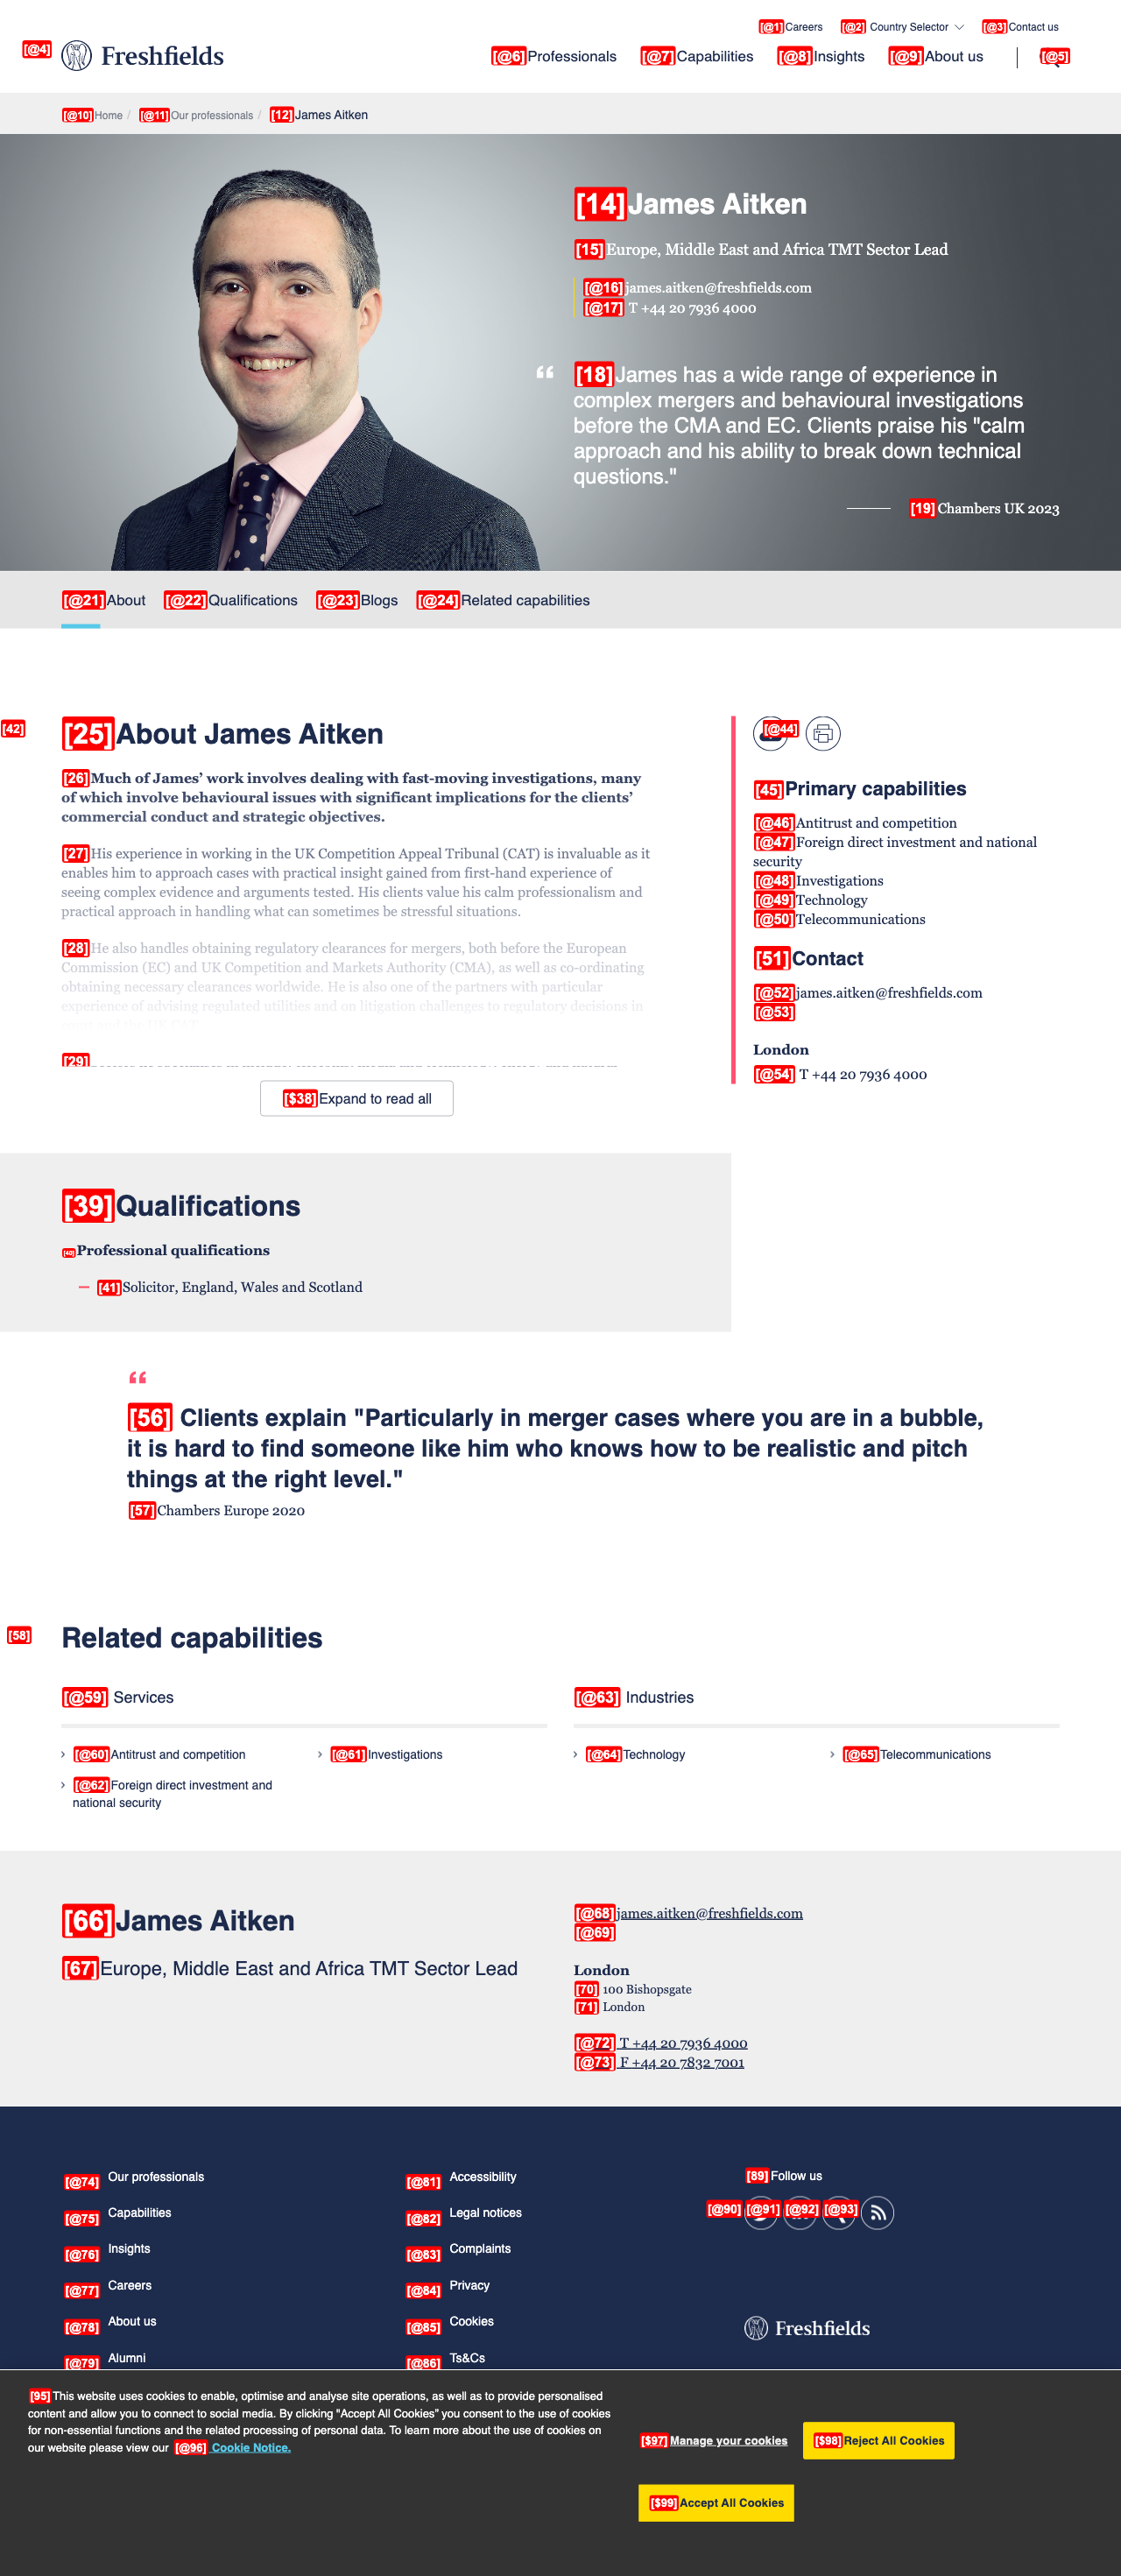 [@1] Careers [@2] Country Selector [@3] Contact us
[@4] Freshfields
[@6] Professionals [@7] Capabilities [@8] Insights [@9] About us [@5]
[@10] Home / [@11] Our professionals / [12] James Aitken
[14] James Aitken
[15] Europe, Middle East and Africa TMT Sector Lead
[@16] james.aitken@freshfields.com
[@17] T +44 20 7936 4000
“ [18] James has a wide range of experience in
complex mergers and behavioural investigations
before the CMA and EC. Clients praise his "calm
approach and his ability to break down technical
questions."
[19] Chambers UK 2023
[@21] About [@22] Qualifications [@23] Blogs [@24] Related capabilities
[42] [25] About James Aitken
[26] Much of James’ work involves dealing with fast-moving investigations, many
of which involve behavioural issues with significant implications for the clients’
commercial conduct and strategic objectives.
[27] His experience in working in the UK Competition Appeal Tribunal (CAT) is invaluable as it
enables him to approach cases with practical insight gained from first-hand experience of
seeing complex evidence and arguments tested. His clients value his calm professionalism and
practical approach in handling what can sometimes be stressful situations.
[28] He also handles obtaining regulatory clearances for mergers, both before the European
Commission (EC) and UK Competition and Markets Authority (CMA), as well as co-ordinating
obtaining necessary clearances worldwide. He is also one of the partners with particular
experience of advising regulated utilities and on litigation challenges to regulatory decisions in
[29]
[$38] Expand to read all
[@44]
[45] Primary capabilities
[@46] Antitrust and competition
[@47] Foreign direct investment and national
security
[@48] Investigations
[@49] Technology
[@50] Telecommunications
[51] Contact
[@52] james.aitken@freshfields.com
[@53]
London
[@54] T +44 20 7936 4000
[39] Qualifications
[40] Professional qualifications
[41] Solicitor, England, Wales and Scotland
“
[56] Clients explain "Particularly in merger cases where you are in a bubble,
it is hard to find someone like him who knows how to be realistic and pitch
things at the right level."
[57] Chambers Europe 2020
[58] Related capabilities
[@59] Services
[@60] Antitrust and competition [@61] Investigations
[@62] Foreign direct investment and
national security
[@63] Industries
[@64] Technology [@65] Telecommunications
[66] James Aitken
[67] Europe, Middle East and Africa TMT Sector Lead
[@68] james.aitken@freshfields.com
[@69]
London
[70] 100 Bishopsgate
[71] London
[@72] T +44 20 7936 4000
[@73] F +44 20 7832 7001
[@74] Our professionals
[@75] Capabilities
[@76] Insights
[@77] Careers
[@78] About us
[@79] Alumni
[@81] Accessibility
[@82] Legal notices
[@83] Complaints
[@84] Privacy
[@85] Cookies
[@86] Ts&Cs
[89] Follow us
[@90] [@91] [@92] [@93]
Freshfields
[95] This website uses cookies to enable, optimise and analyse site operations, as well as to provide personalised
content and allow you to connect to social media. By clicking "Accept All Cookies" you consent to the use of cookies
for non-essential functions and the related processing of personal data. To learn more about the use of cookies on
our website please view our [@96] Cookie Notice.
[$97] Manage your cookies [$98] Reject All Cookies
[$99] Accept All Cookies